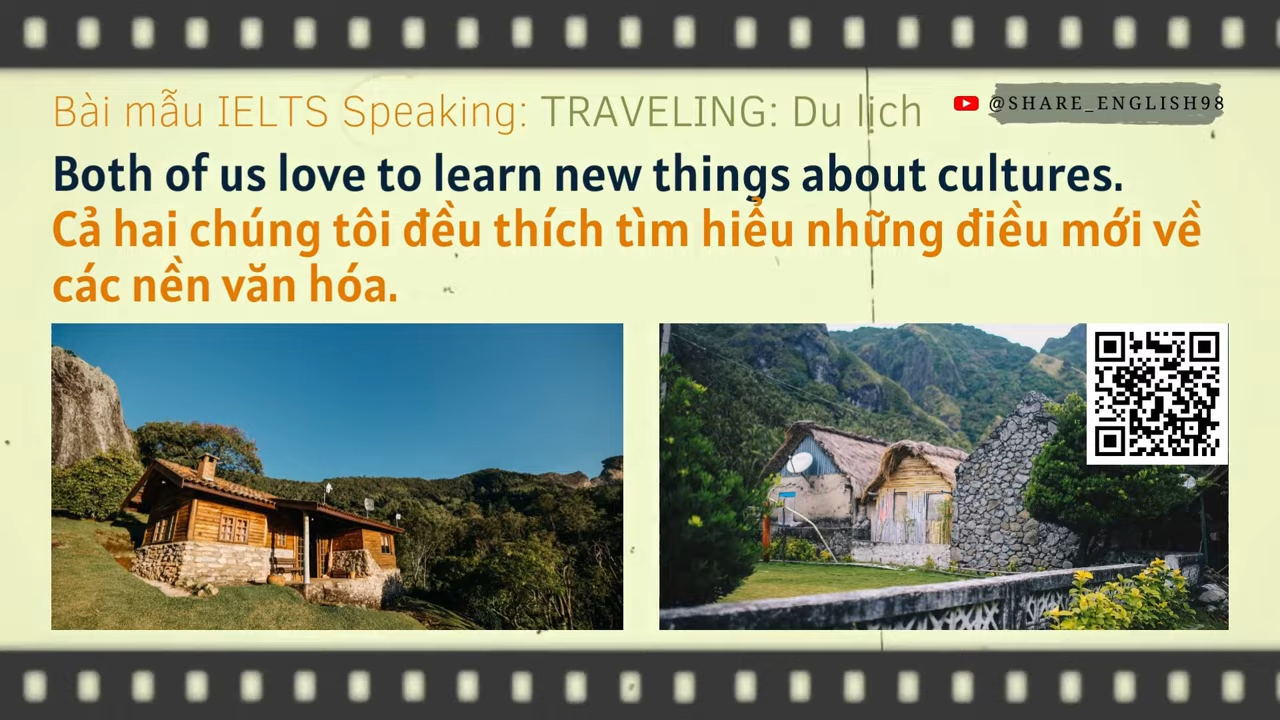 Bài mẫu IELTS Speaking: TRAVELING: Du lịch
@SHARE_ENGLISH98
Both of us love to learn new things about cultures.
Cả hai chúng tôi đều thích tìm hiểu những điều mới về
các nền văn hóa.